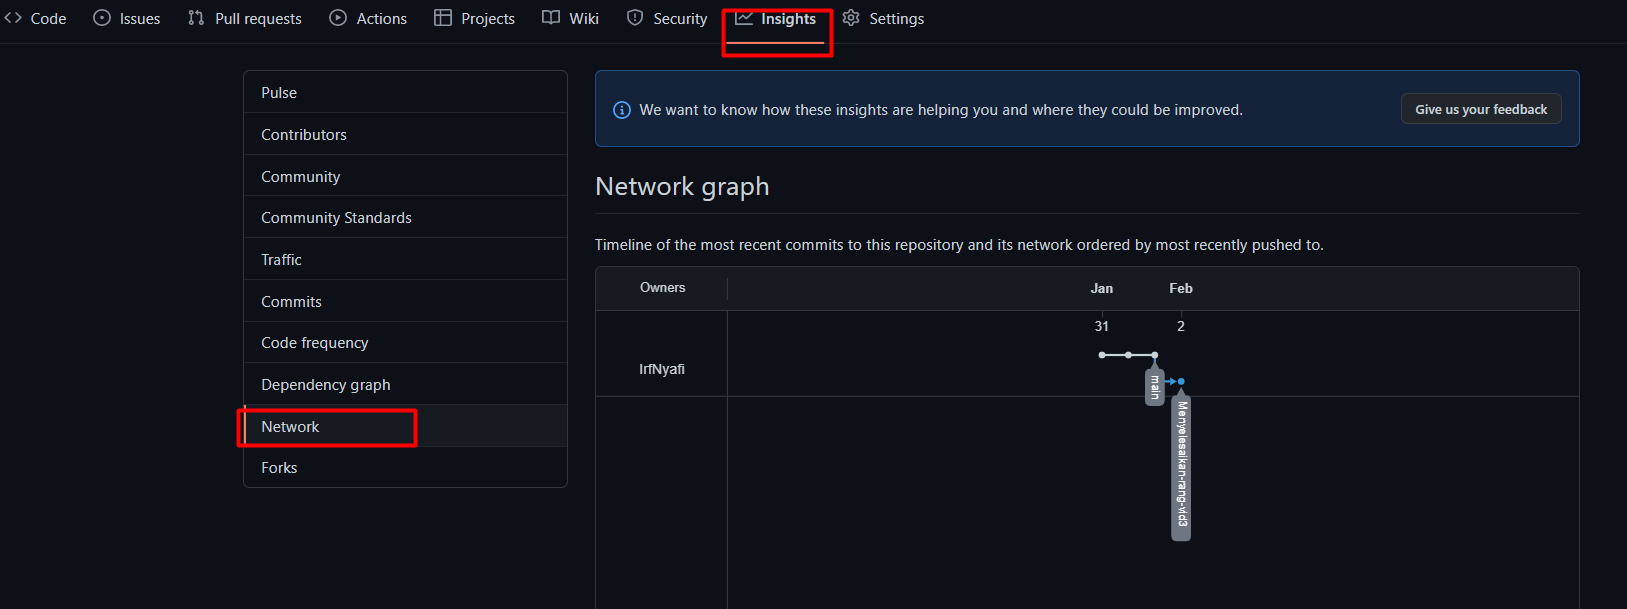 Code Issues Pull requests Actions Projects Wiki Security Insights Settings
Pulse
Contributors
Community
Community Standards
Traffic
Commits
Code frequency
Dependency graph
Network
Forks
We want to know how these insights are helping you and where they could be improved.
Give us your feedback
Network graph
Timeline of the most recent commits to this repository and its network ordered by most recently pushed to.
Owners Jan Feb
31 2
IrfNyafi
main
Menyelesaikan-rang-vid3